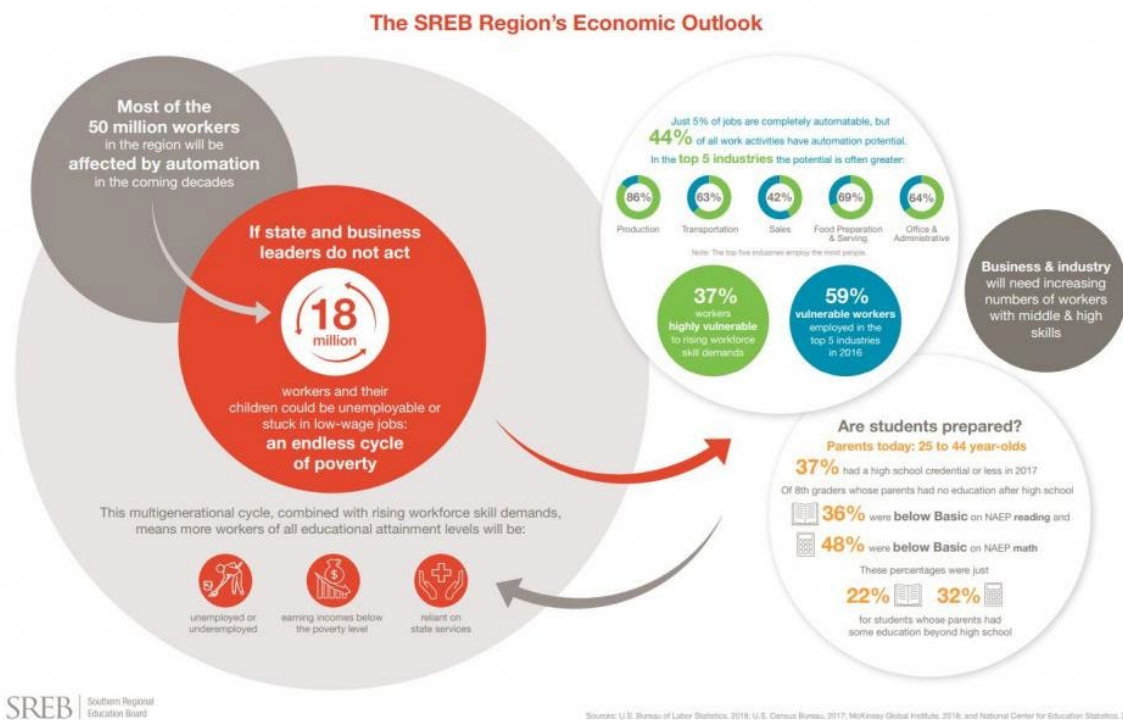 The SREB Region's Economic Outlook
Most of the
50 million workers
in the region will be
affected by automation
in the coming decades
If state and business
leaders do not act
18
million
workers and their
children could be unemployable or
stuck in low-wage jobs:
an endless cycle
of poverty
This multigenerational cycle, combined with rising workforce skill demands,
means more workers of all educational attainment levels will be:
unemployed or
underemployed
earning incomes below
the poverty level
reliant on
state services
Just 5% of jobs are completely automatable, but
44% of all work activities have automation potential.
In the top 5 industries the potential is often greater:
86%
63%
42%
69%
64%
Production
Transportation
Sales
Food Preparation
& Serving
Office &
Administrative
Note: The top five industries employ the most people.
37%
workers
highly vulnerable
to rising workforce
skill demands
59%
vulnerable workers
employed in the
top 5 industries
in 2016
Business & industry
will need increasing
numbers of workers
with middle & high
skills
Are students prepared?
Parents today: 25 to 44 year-olds
37% had a high school credential or less in 2017
Of 8th graders whose parents had no education after high school
36% were below Basic on NAEP reading and
48% were below Basic on NAEP math
These percentages were just
22% 32%
for students whose parents had
some education beyond high school
SREB
Southern Regional
Education Board
Sources: U.S. Bureau of Labor Statistics, 2018; U.S. Census Bureau, 2017; McKinsey Global Institute, 2018; and National Center for Education Statistics,